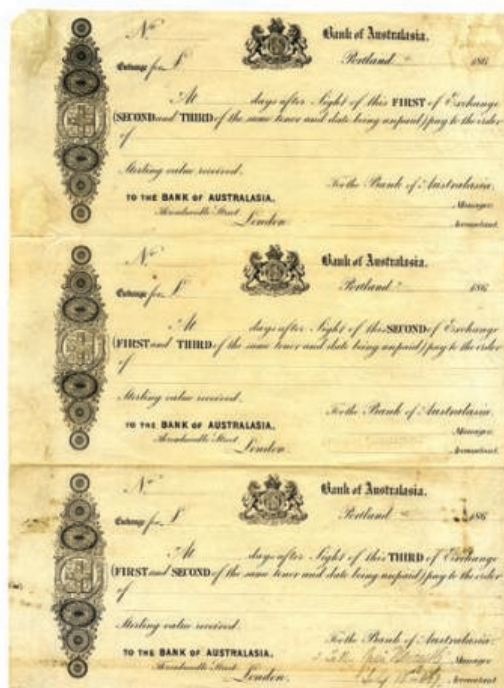 No
Bank of Australasia.
Exchange for £
Portland
186
At days after Sight of this FIRST of Exchange
(SECOND and THIRD of the same tenor and date being unpaid) pay to the order
of
Sterling value received.
For the Bank of Australasia,
TO THE BANK OF AUSTRALASIA,
Manager.
Threadneedle Street
London.
Accountant.
No
Bank of Australasia.
Exchange for £
Portland
186
At days after Sight of this SECOND of Exchange
(FIRST and THIRD of the same tenor and date being unpaid) pay to the order
of
Sterling value received.
For the Bank of Australasia,
TO THE BANK OF AUSTRALASIA,
Manager.
Threadneedle Street
London.
Accountant.
No
Bank of Australasia.
Exchange for £
Portland
186
At days after Sight of this THIRD of Exchange
(FIRST and SECOND of the same tenor and date being unpaid) pay to the order
of
Sterling value received.
For the Bank of Australasia,
TO THE BANK OF AUSTRALASIA,
Manager
Threadneedle Street
London.
Accountant.